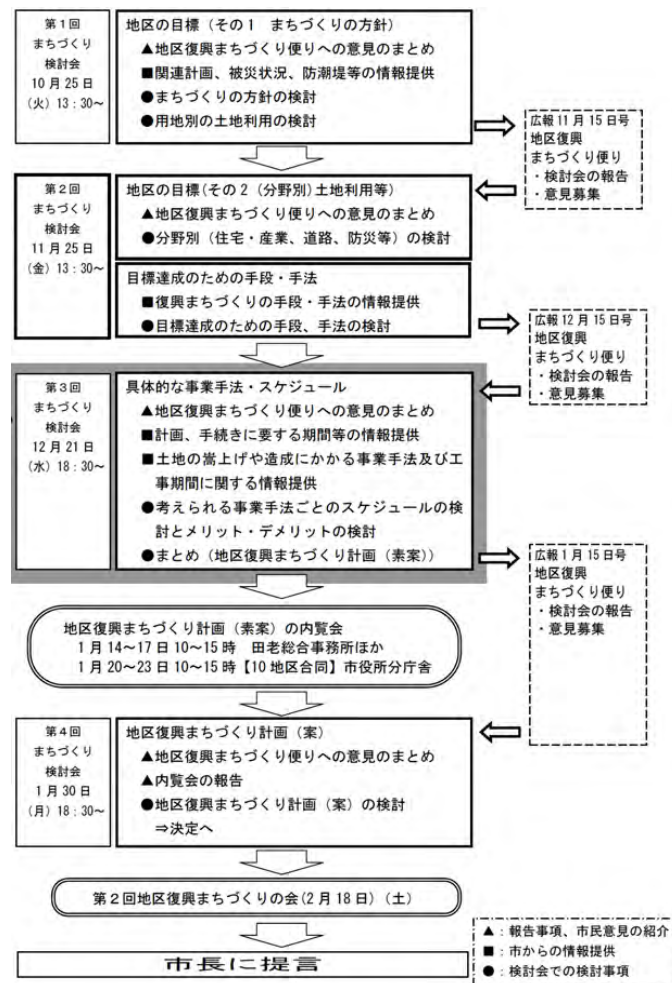 第1回
まちづくり
検討会
10月25日
(火)13:30～
地区の目標(その1 まちづくりの方針)
▲地区復興まちづくり便りへの意見のまとめ
■関連計画、被災状況、防潮堤等の情報提供
●まちづくりの方針の検討
●用地別の土地利用の検討
広報11月15日号
地区復興
まちづくり便り
・検討会の報告
・意見募集
第2回
まちづくり
検討会
11月25日
(金)13:30～
地区の目標(その2(分野別)土地利用等)
▲地区復興まちづくり便りへの意見のまとめ
●分野別(住宅・産業、道路、防災等)の検討
目標達成のための手段・手法
■復興まちづくりの手段・手法の情報提供
●目標達成のための手段、手法の検討
広報12月15日号
地区復興
まちづくり便り
・検討会の報告
・意見募集
第3回
まちづくり
検討会
12月21日
(水)18:30～
具体的な事業手法・スケジュール
▲地区復興まちづくり便りへの意見のまとめ
■計画、手続きに要する期間等の情報提供
■土地の嵩上げや造成にかかる事業手法及び工
事期間に関する情報提供
●考えられる事業手法ごとのスケジュールの検
討とメリット・デメリットの検討
●まとめ(地区復興まちづくり計画(素案))
広報1月15日号
地区復興
まちづくり便り
・検討会の報告
・意見募集
地区復興まちづくり計画(素案)の内覧会
1月14～17日10～15時 田老総合事務所ほか
1月20～23日10～15時【10地区合同】市役所分庁舎
第4回
まちづくり
検討会
1月30日
(月)18:30～
地区復興まちづくり計画(案)
▲地区復興まちづくり便りへの意見のまとめ
▲内覧会の報告
●地区復興まちづくり計画(案)の検討
⇒決定へ
第2回地区復興まちづくりの会(2月18日)(土)
市長に提言
▲:報告事項、市民意見の紹介
■:市からの情報提供
●:検討会での検討事項